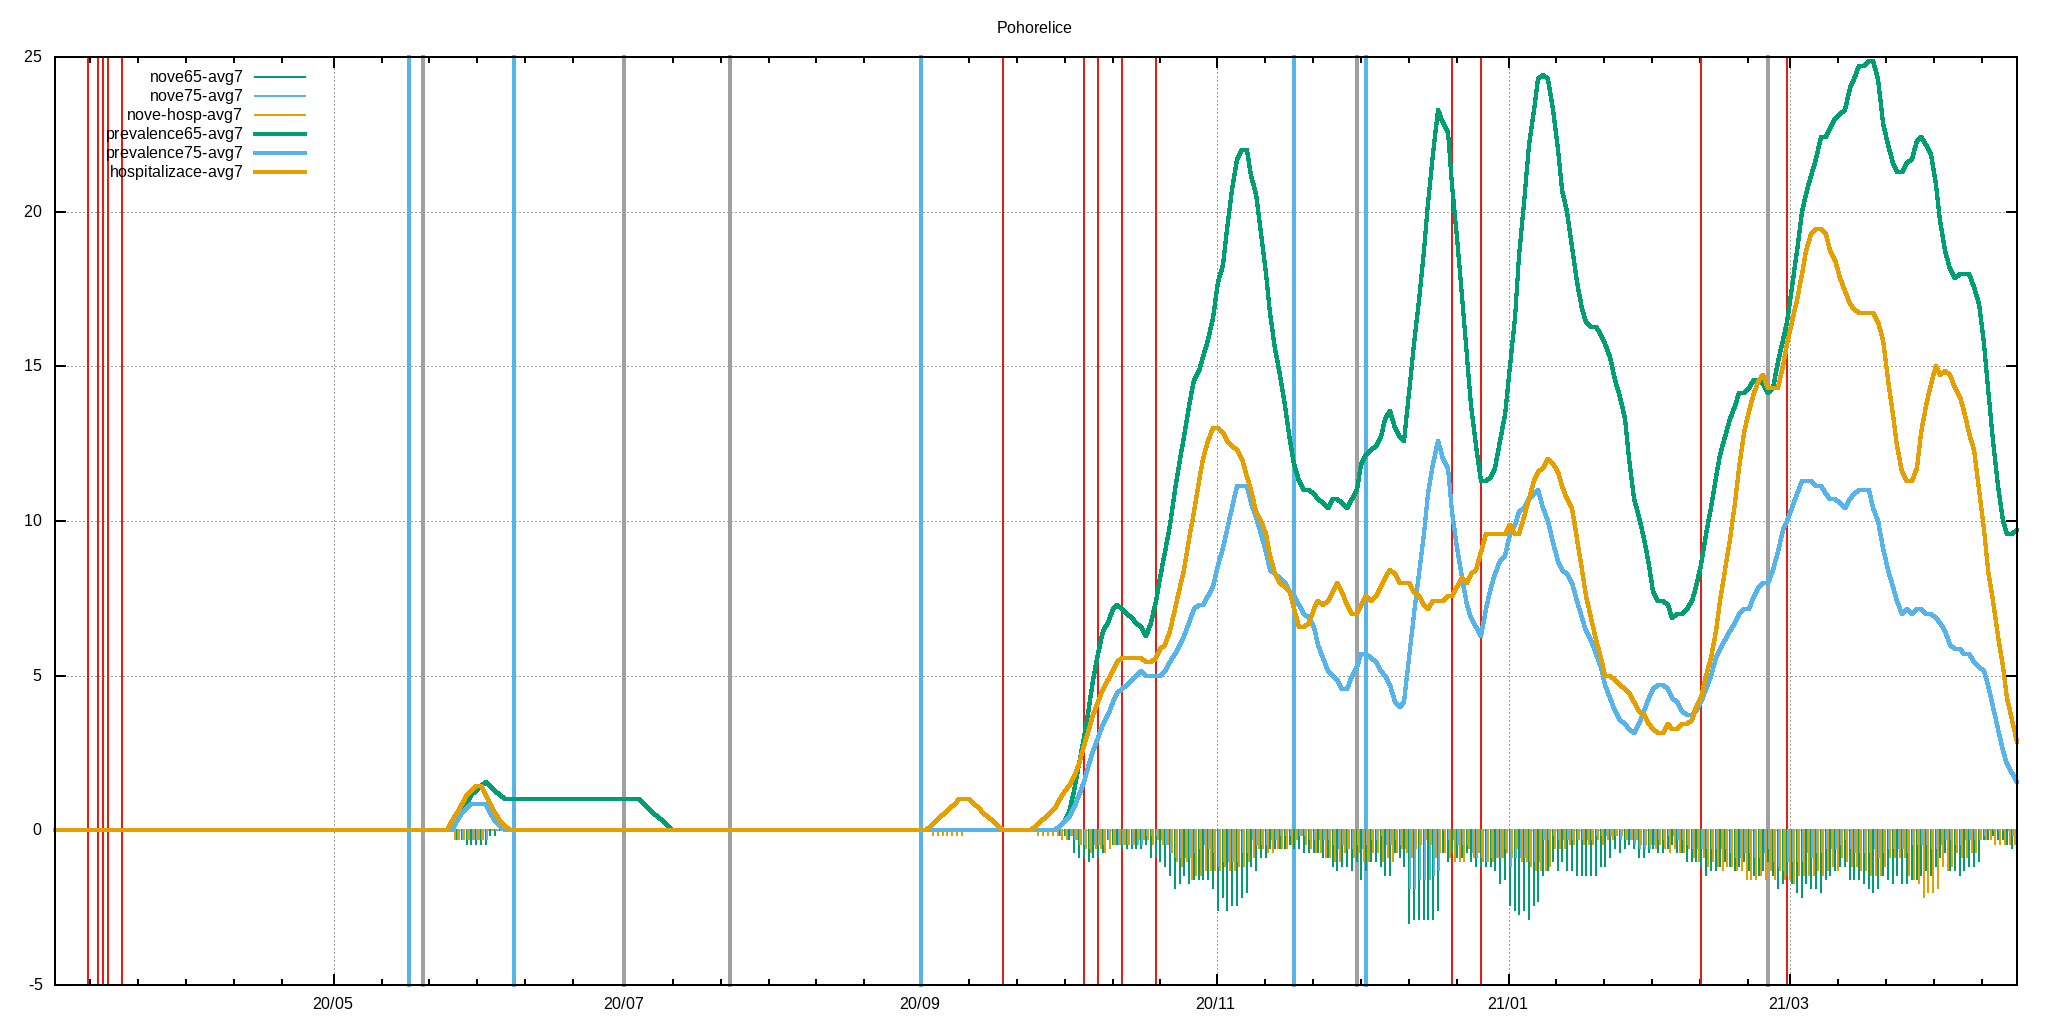 Pohorelice
25
nove65-avg7
nove75-avg7
nove-hosp-avg7
prevalence65-avg7
prevalence75-avg7
hospitalizace-avg7
20
15
10
5
0
-5
20/05 20/07 20/09 20/11 21/01 21/03